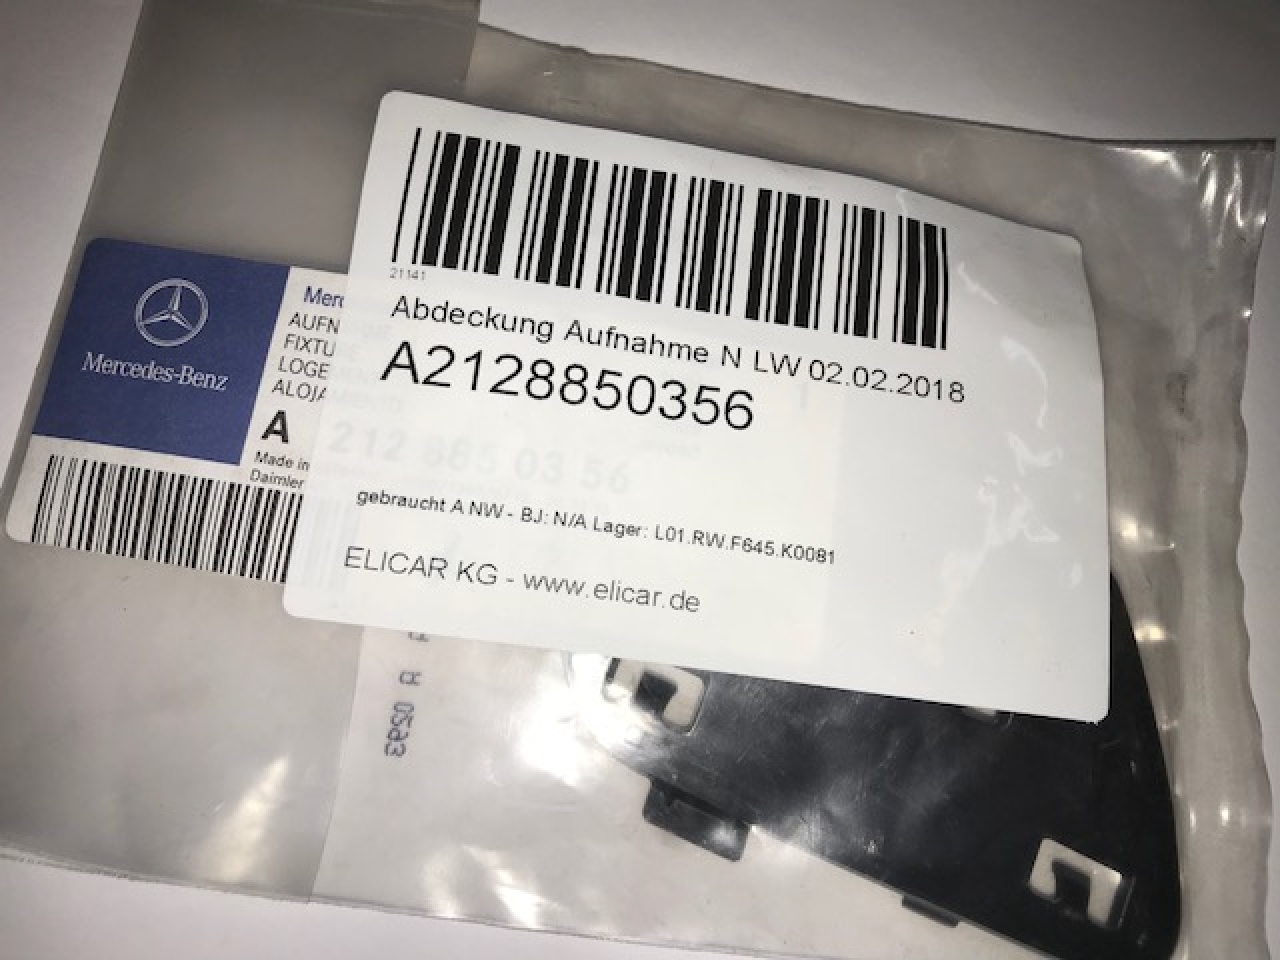 21141
Abdeckung Aufnahme N LW 02.02.2018
A2128850356
gebraucht A NW - BJ: N/A Lager: L01.RW.F645.K0081
ELICAR KG - www.elicar.de
Mercedes-Benz
Merc
AUFN
FIXTU
LOGE
ALOJA
A 212 885 03 56
Made in
Daimler